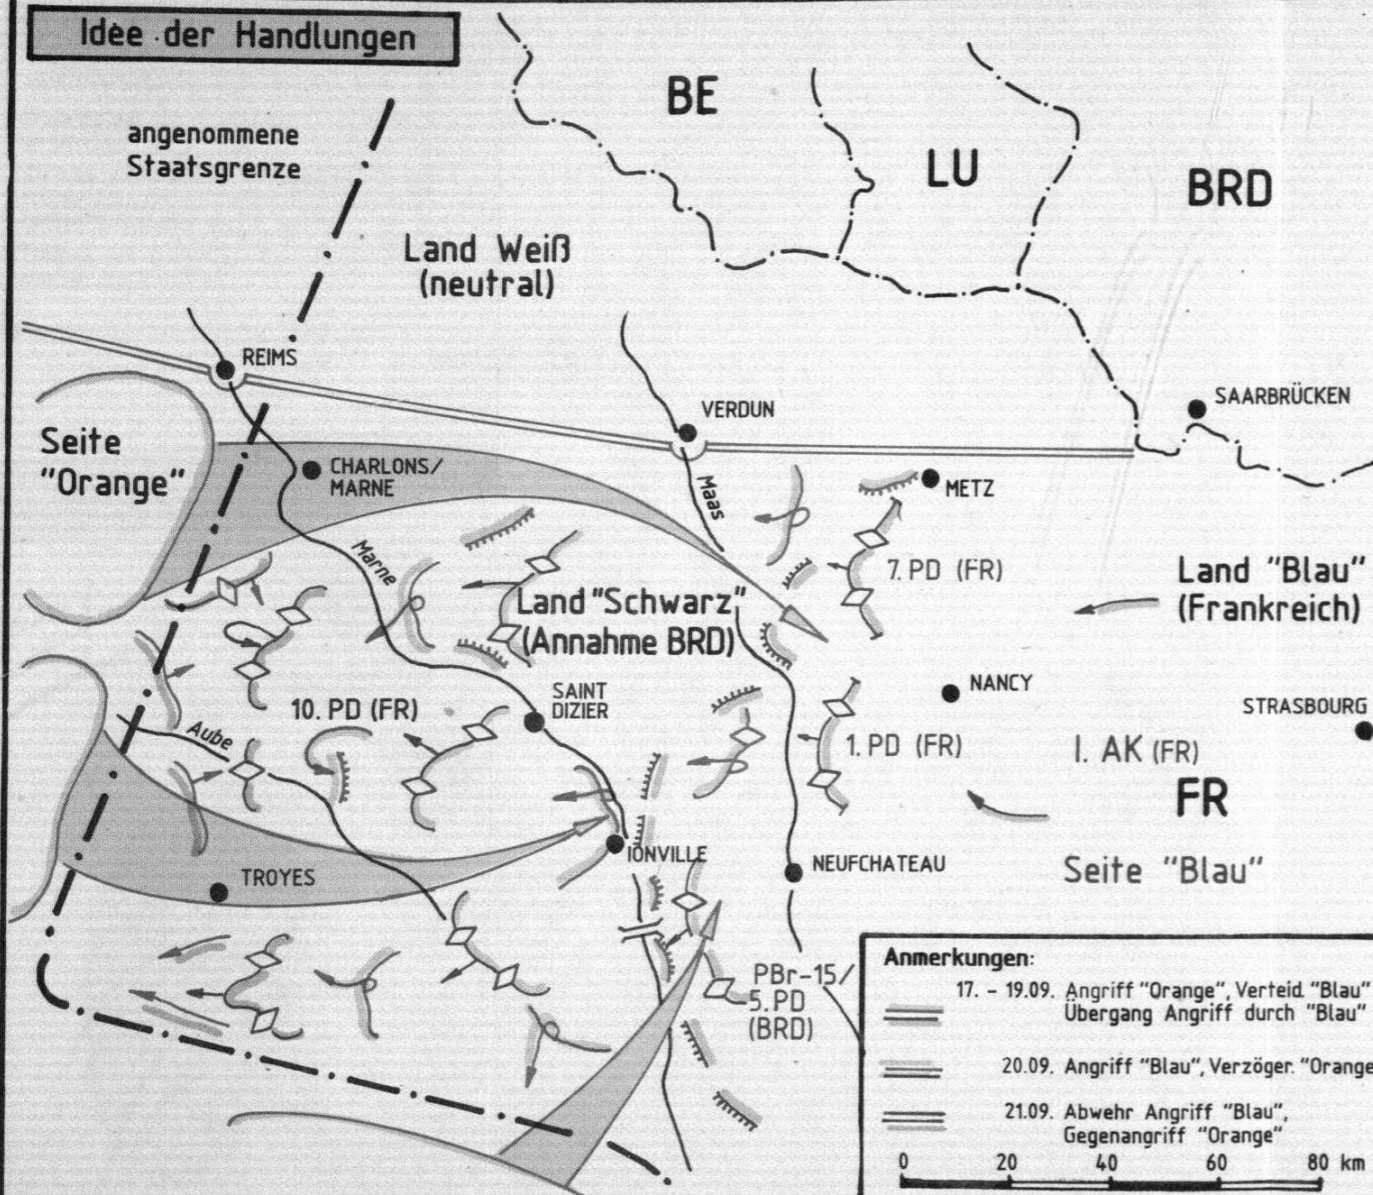 Idee der Handlungen
angenommene
Staatsgrenze
BE
LU
BRD
Land Weiß
(neutral)
REIMS
VERDUN
SAARBRÜCKEN
Seite
"Orange"
CHARLONS/
MARNE
Maas
METZ
Marne
7. PD (FR)
Land "Blau"
(Frankreich)
Land "Schwarz"
(Annahme BRD)
SAINT
DIZIER
NANCY
10. PD (FR)
STRASBOURG
Aube
1. PD (FR)
I. AK (FR)
FR
IONVILLE
NEUFCHATEAU
TROYES
Seite "Blau"
PBr-15/
5. PD
(BRD)
Anmerkungen:
17. - 19.09. Angriff "Orange", Verteid. "Blau"
Übergang Angriff durch "Blau"
20.09. Angriff "Blau", Verzöger. "Orange
21.09. Abwehr Angriff "Blau",
Gegenangriff "Orange"
0 20 40 60 80 km